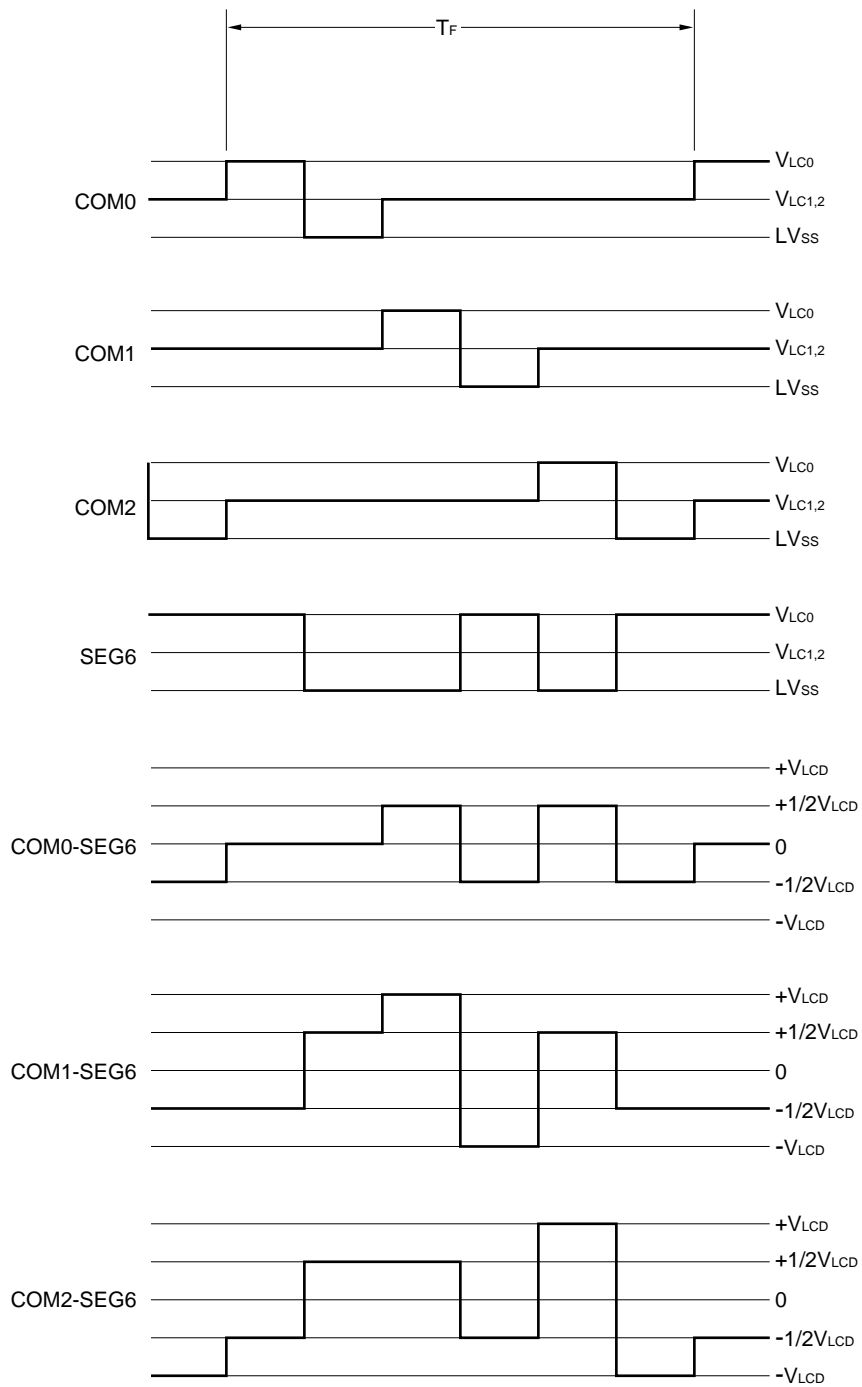 TF
COM0
VLC0
VLC1,2
LVSS
COM1
VLC0
VLC1,2
LVSS
COM2
VLC0
VLC1,2
LVSS
SEG6
VLC0
VLC1,2
LVSS
COM0-SEG6
+VLCD
+1/2VLCD
0
-1/2VLCD
-VLCD
COM1-SEG6
+VLCD
+1/2VLCD
0
-1/2VLCD
-VLCD
COM2-SEG6
+VLCD
+1/2VLCD
0
-1/2VLCD
-VLCD